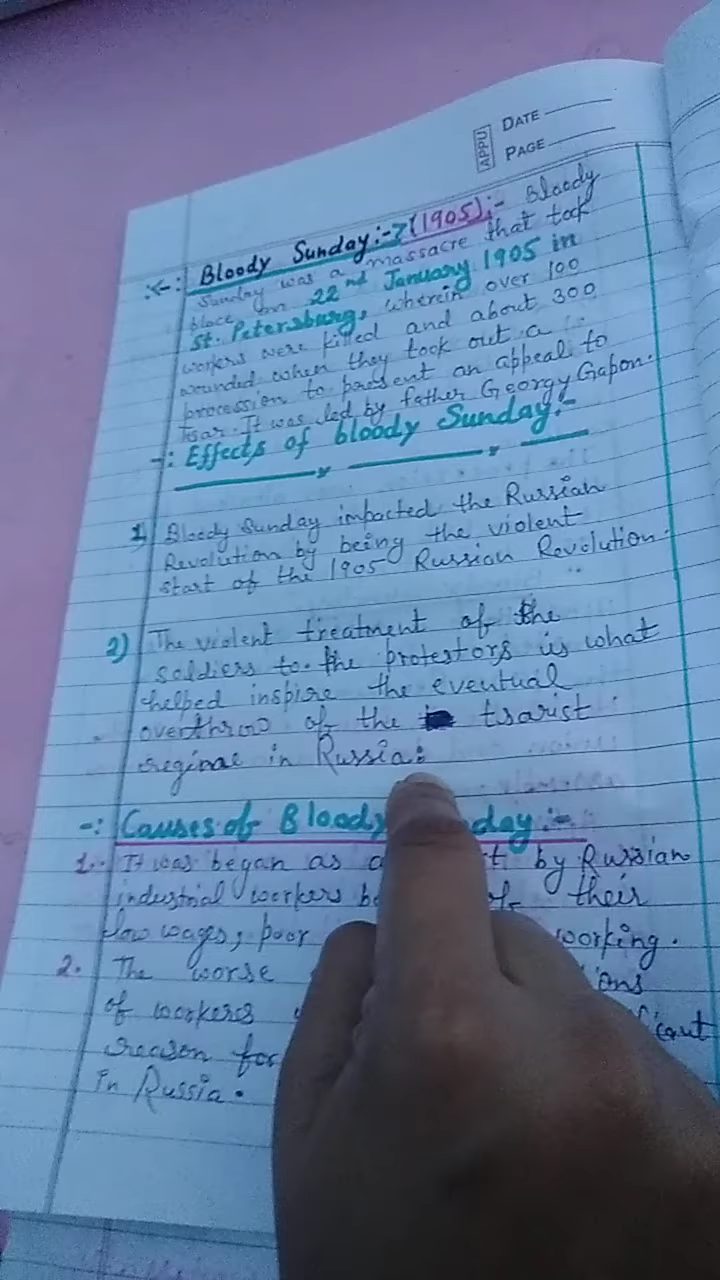 APPU
DATE
PAGE
Bloody Sunday:- (1905):- Bloody
Sunday was a massacre that took
place on 22nd January 1905 in
St. Petersburg, wherein over 100
workers were killed and about 300
wounded when they took out a
procession to present an appeal to
Tsar. It was led by father Georgy Gapon.
-: Effects of bloody Sunday:-
1) Bloody Sunday impacted the Russian
Revolution by being the violent
start of the 1905 Russian Revolution.
2) The violent treatment of the
soldiers to the protestors is what
helped inspire the eventual
overthrow of the tsarist
regime in Russia.
-: Causes of Bloody Sunday:-
1. It was began as a by Russian
industrial workers of their
low wages, poor working.
2. The worse
of workers
reason for
in Russia.